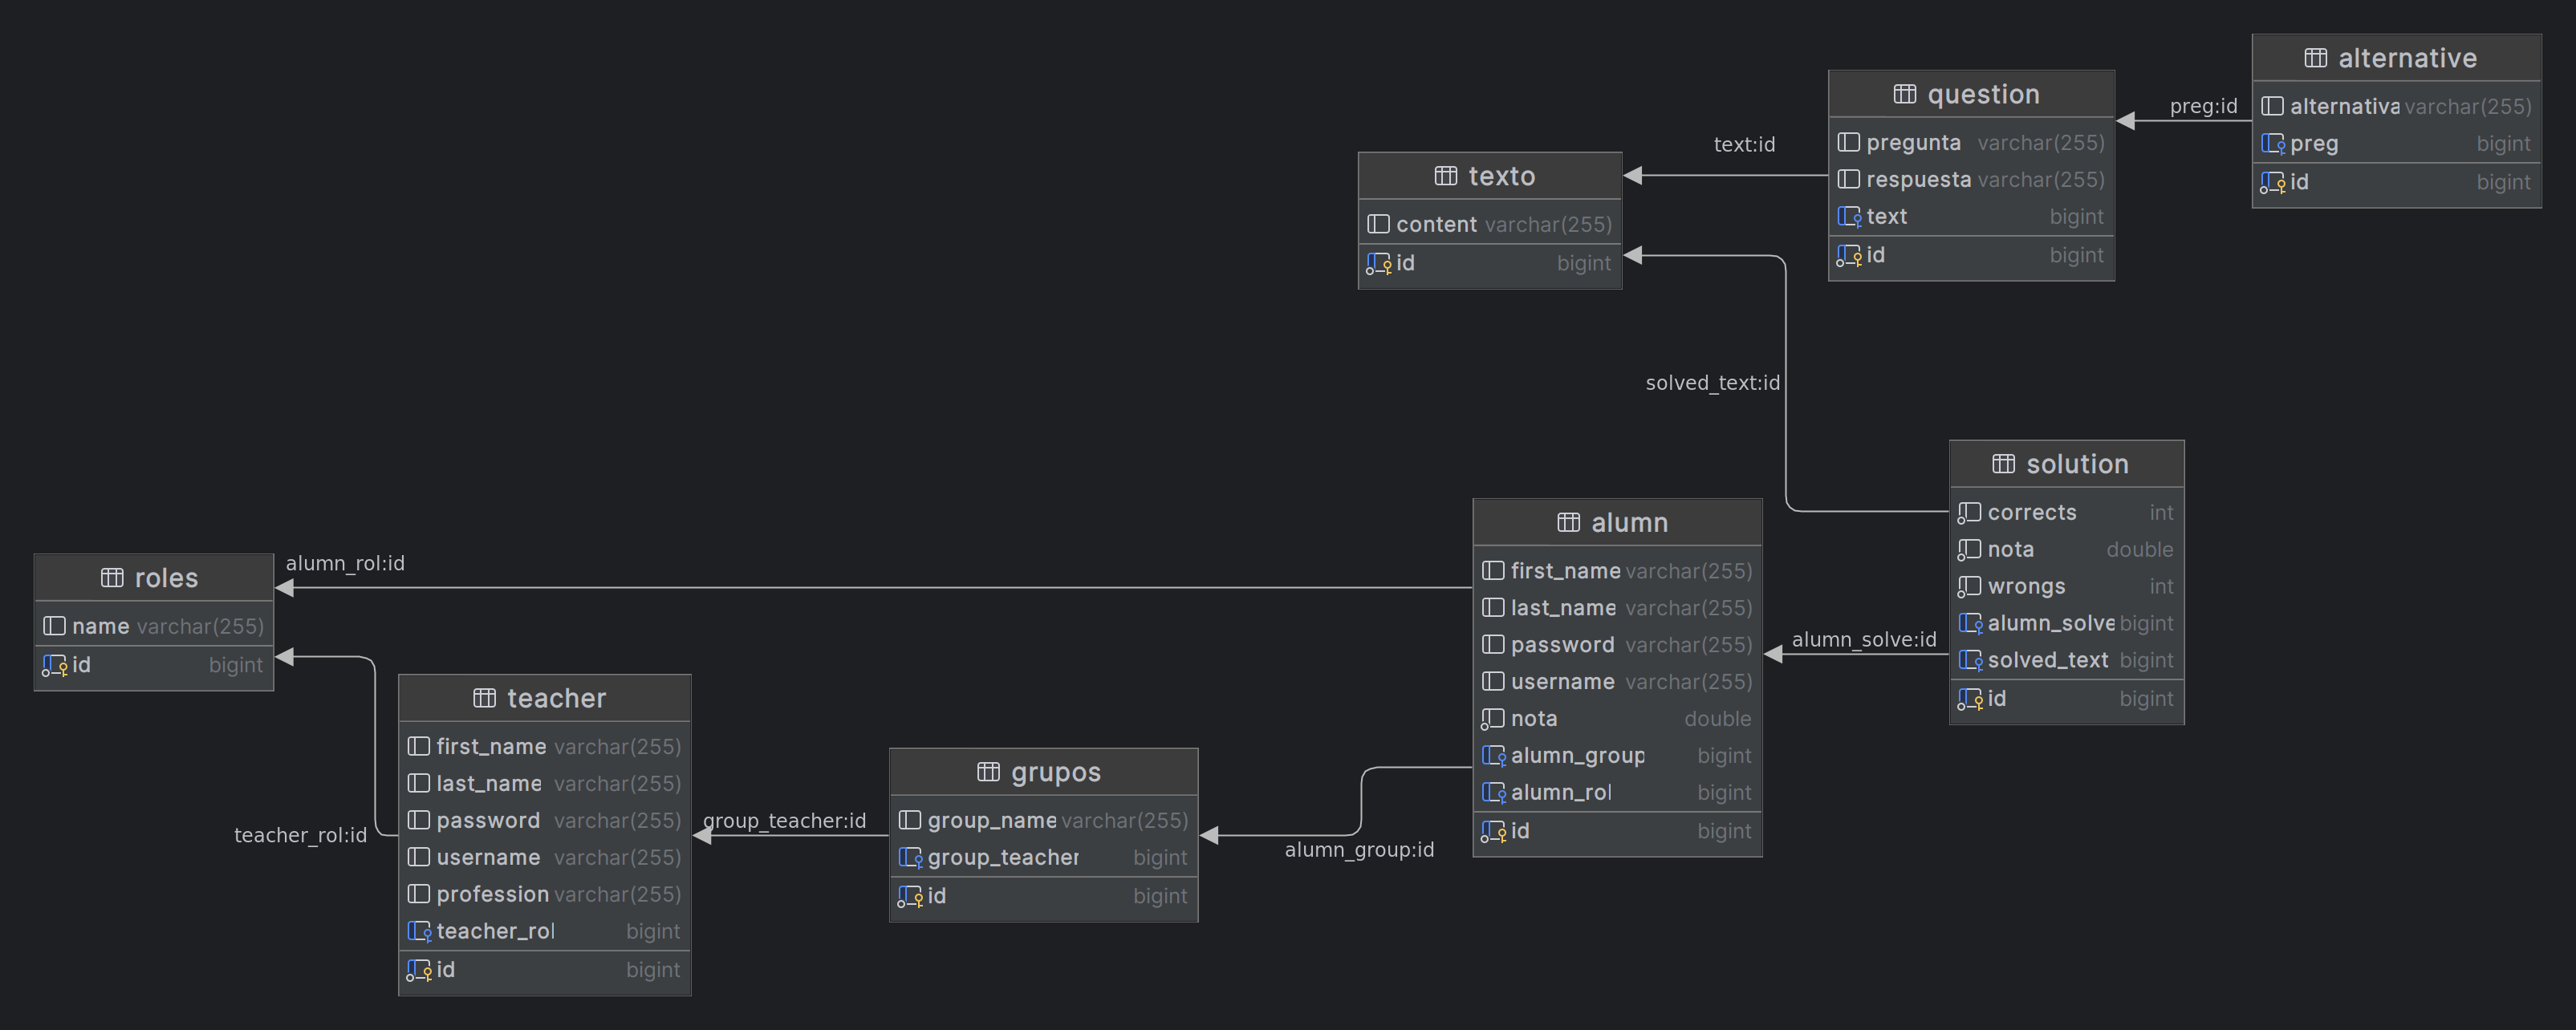 alternative
alternativa varchar(255)
preg bigint
id bigint
preg:id
question
pregunta varchar(255)
respuesta varchar(255)
text bigint
id bigint
text:id
texto
content varchar(255)
id bigint
solved_text:id
solution
corrects int
nota double
wrongs int
alumn_solve bigint
solved_text bigint
id bigint
alumn_solve:id
alumn
first_name varchar(255)
last_name varchar(255)
password varchar(255)
username varchar(255)
nota double
alumn_group bigint
alumn_rol bigint
id bigint
alumn_rol:id
roles
name varchar(255)
id bigint
teacher_rol:id
teacher
first_name varchar(255)
last_name varchar(255)
password varchar(255)
username varchar(255)
profession varchar(255)
teacher_rol bigint
id bigint
group_teacher:id
grupos
group_name varchar(255)
group_teacher bigint
id bigint
alumn_group:id